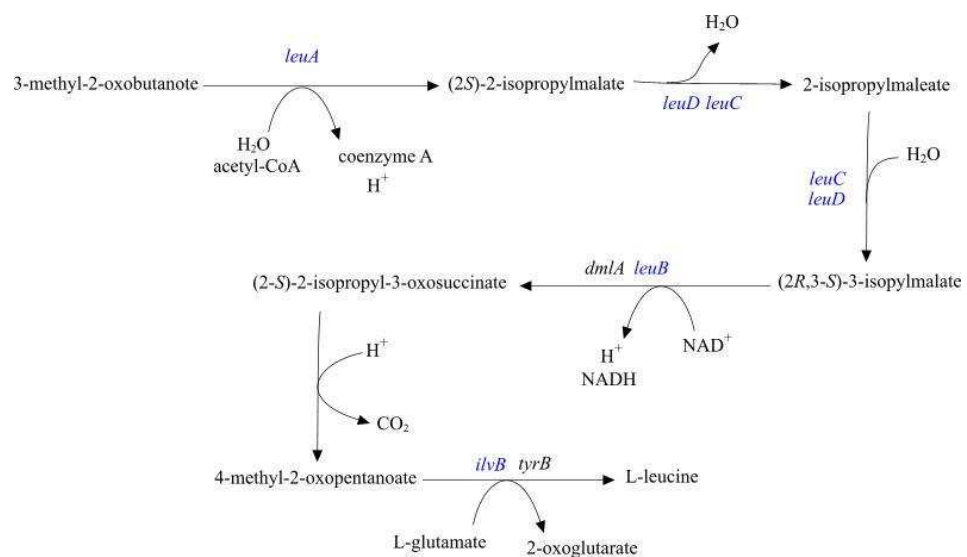 H₂O
leuA
3-methyl-2-oxobutanote
(2S)-2-isopropylmalate
2-isopropylmaleate
leuD leuC
H₂O
acetyl-CoA
coenzyme A
H⁺
H₂O
leuC
leuD
(2-S)-2-isopropyl-3-oxosuccinate
dmlA leuB
(2R,3-S)-3-isopylmalate
H⁺
NADH
NAD⁺
H⁺
CO₂
4-methyl-2-oxopentanoate
ilvB tyrB
L-leucine
L-glutamate
2-oxoglutarate